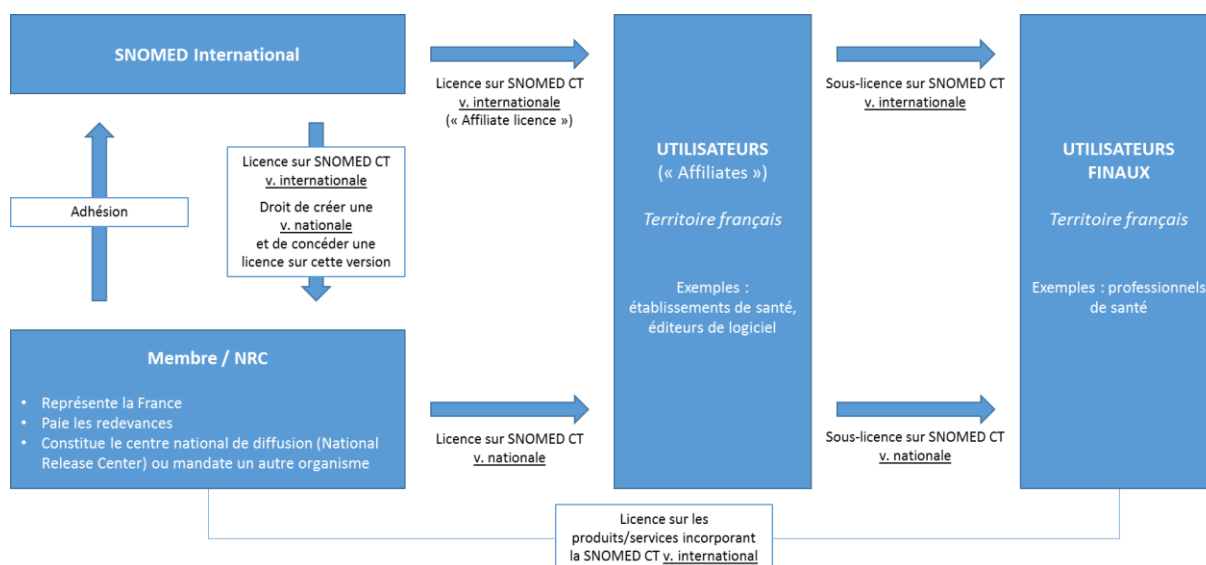 SNOMED International
Licence sur SNOMED CT
v. internationale
(« Affiliate licence »)
Sous-licence sur SNOMED CT
v. internationale
Adhésion
Licence sur SNOMED CT
v. internationale
Droit de créer une
v. nationale
et de concéder une
licence sur cette version
UTILISATEURS
(« Affiliates »)
Territoire français
Exemples :
établissements de santé,
éditeurs de logiciel
UTILISATEURS
FINAUX
Territoire français
Exemples : professionnels
de santé
Membre / NRC
• Représente la France
• Paie les redevances
• Constitue le centre national de diffusion (National
Release Center) ou mandate un autre organisme
Licence sur SNOMED CT
v. nationale
Sous-licence sur SNOMED CT
v. nationale
Licence sur les
produits/services incorporant
la SNOMED CT v. international